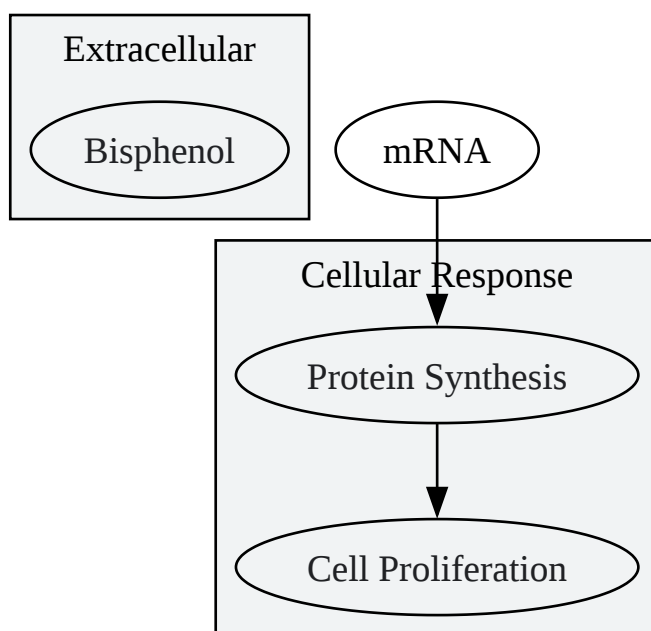 Extracellular
Bisphenol
mRNA
Cellular Response
Protein Synthesis
Cell Proliferation